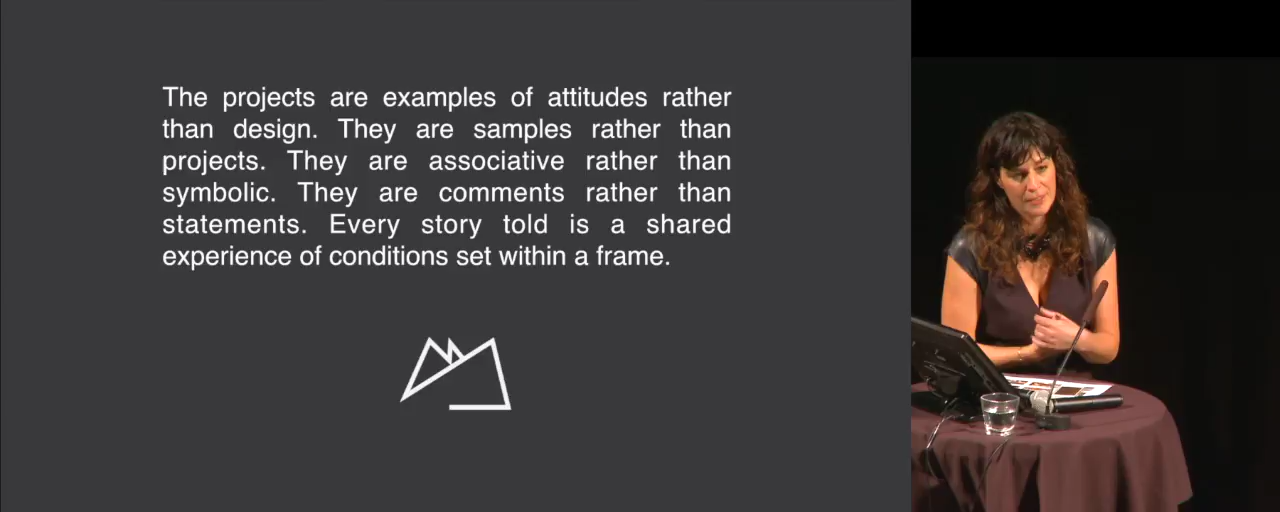 The projects are examples of attitudes rather
than design. They are samples rather than
projects. They are associative rather than
symbolic. They are comments rather than
statements. Every story told is a shared
experience of conditions set within a frame.